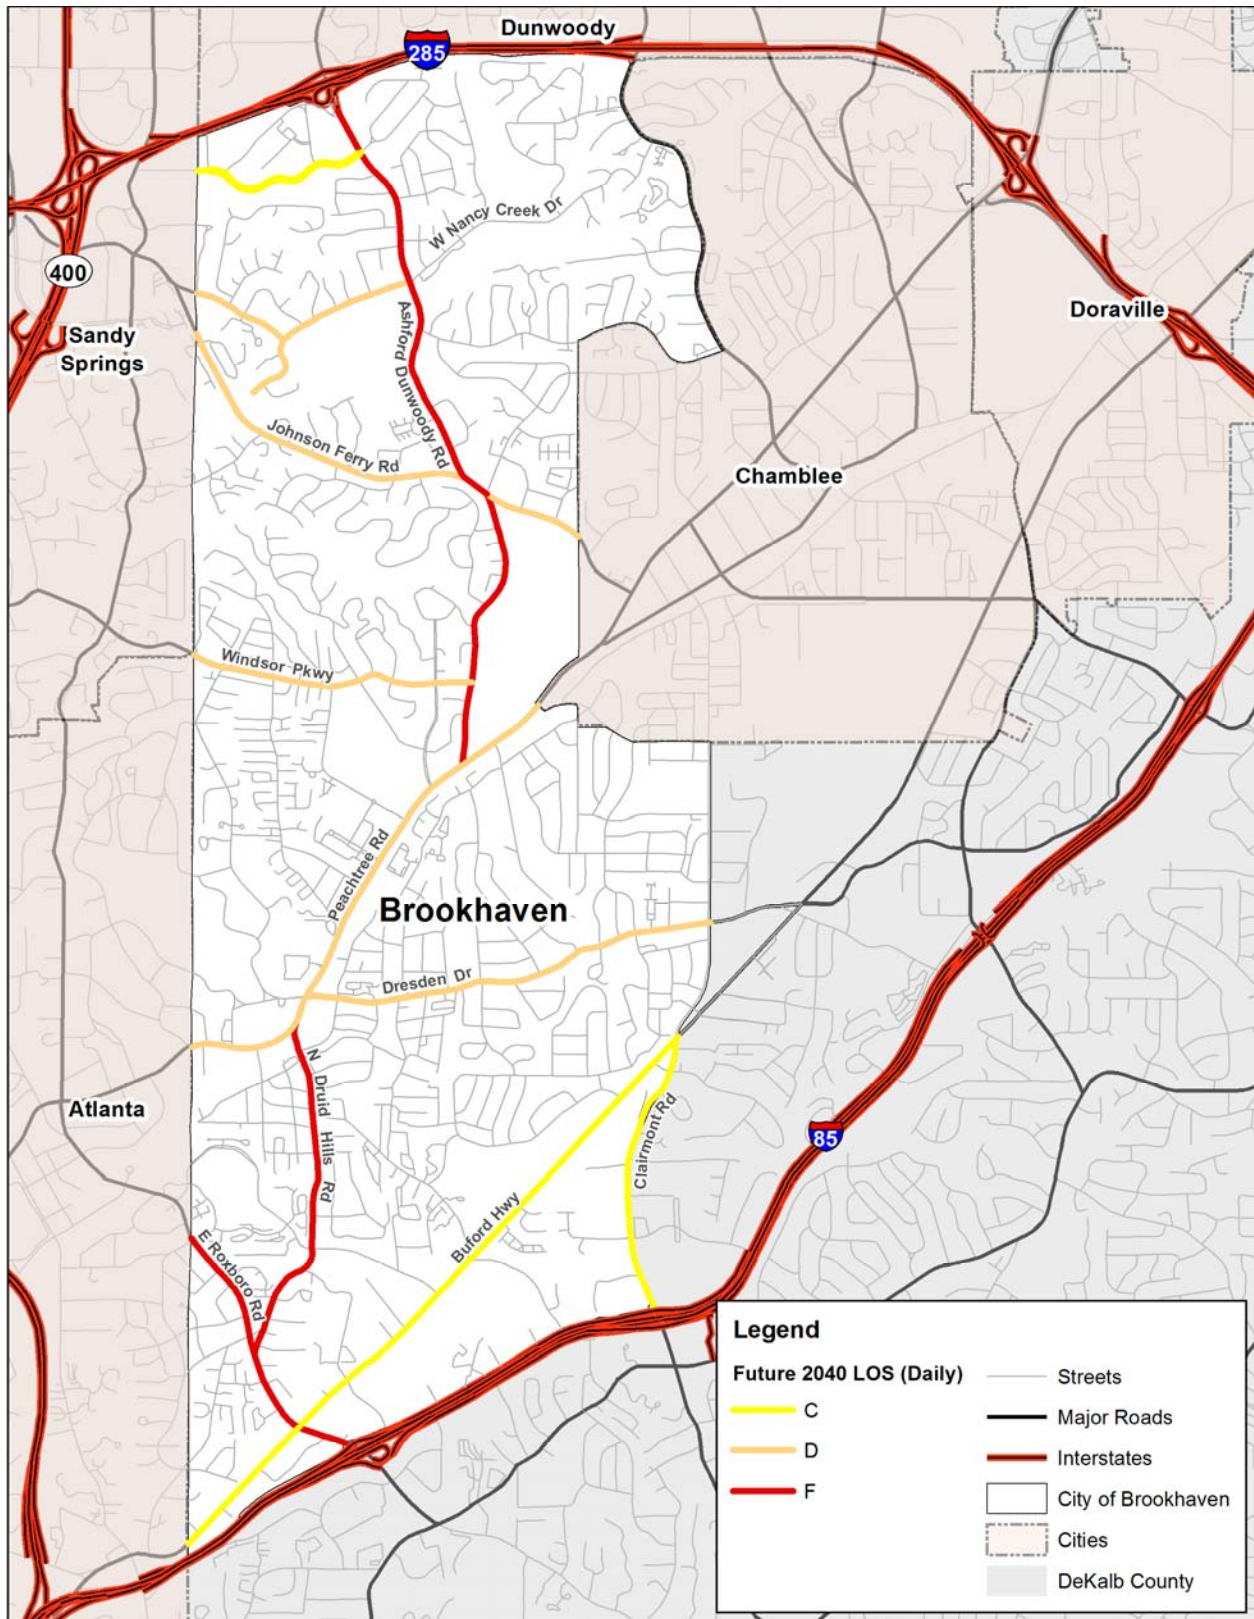 Dunwoody
285
W Nancy Creek Dr
400
Ashford Dunwoody Rd
Sandy
Springs
Doraville
Johnson Ferry Rd
Chamblee
Windsor Pkwy
Peachtree Rd
Brookhaven
Dresden Dr
N Druid Hills Rd
Atlanta
Clairmont Rd
85
Buford Hwy
E Roxboro Rd
Legend
Future 2040 LOS (Daily)
C
D
F
Streets
Major Roads
Interstates
City of Brookhaven
Cities
DeKalb County